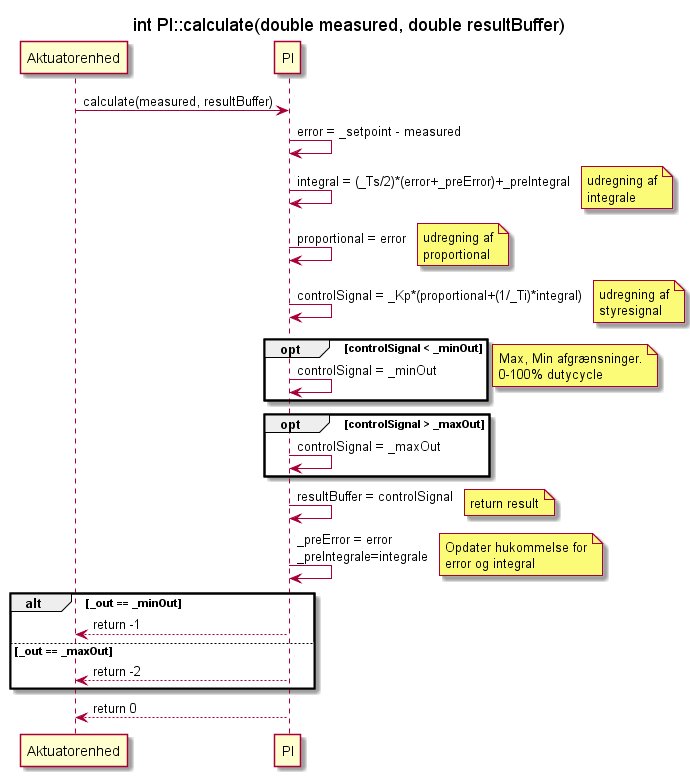 int PI::calculate(double measured, double resultBuffer)
Aktuatorenhed
PI
calculate(measured, resultBuffer)
error = _setpoint - measured
integral = (_Ts/2)*(error+_preError)+_preIntegral
udregning af
integrale
proportional = error
udregning af
proportional
controlSignal = _Kp*(proportional+(1/_Ti)*integral)
udregning af
styresignal
opt
[controlSignal < _minOut]
controlSignal = _minOut
Max, Min afgrænsninger.
0-100% dutycycle
opt
[controlSignal > _maxOut]
controlSignal = _maxOut
resultBuffer = controlSignal
return result
_preError = error
_preIntegrale=integrale
Opdater hukommelse for
error og integral
alt
[_out == _minOut]
return -1
[_out == _maxOut]
return -2
return 0
Aktuatorenhed
PI